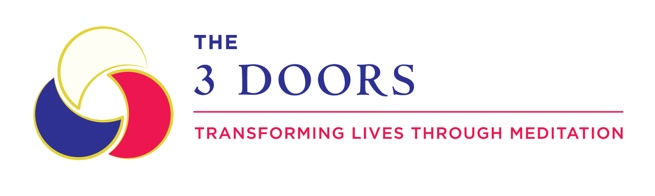 THE
3 DOORS
TRANSFORMING LIVES THROUGH MEDITATION